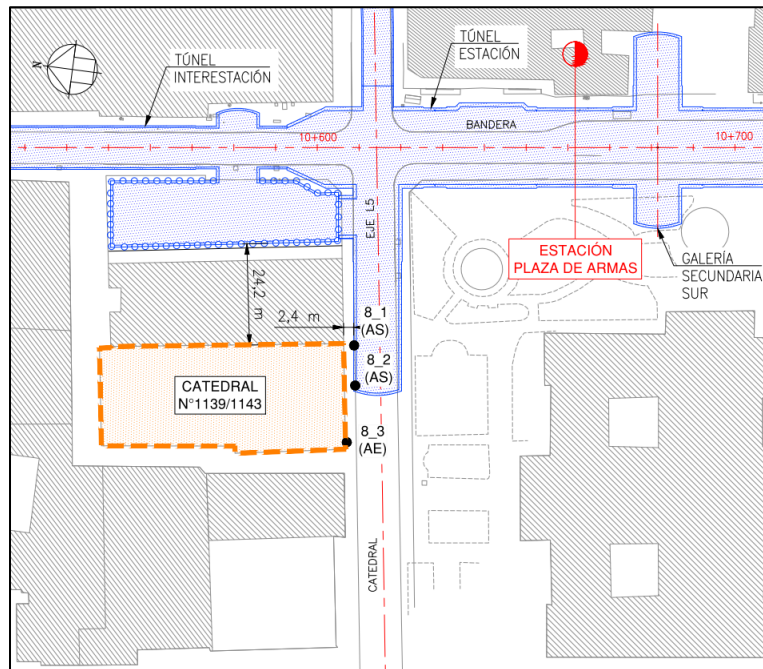 TÚNEL
INTERESTACIÓN
TÚNEL
ESTACIÓN
N
10+600
BANDERA
10+700
EJE L5
ESTACIÓN
PLAZA DE ARMAS
GALERÍA
SECUNDARIA
SUR
24,2 m
2,4 m
8_1
(AS)
8_2
(AS)
CATEDRAL
N°1139/1143
8_3
(AE)
CATEDRAL